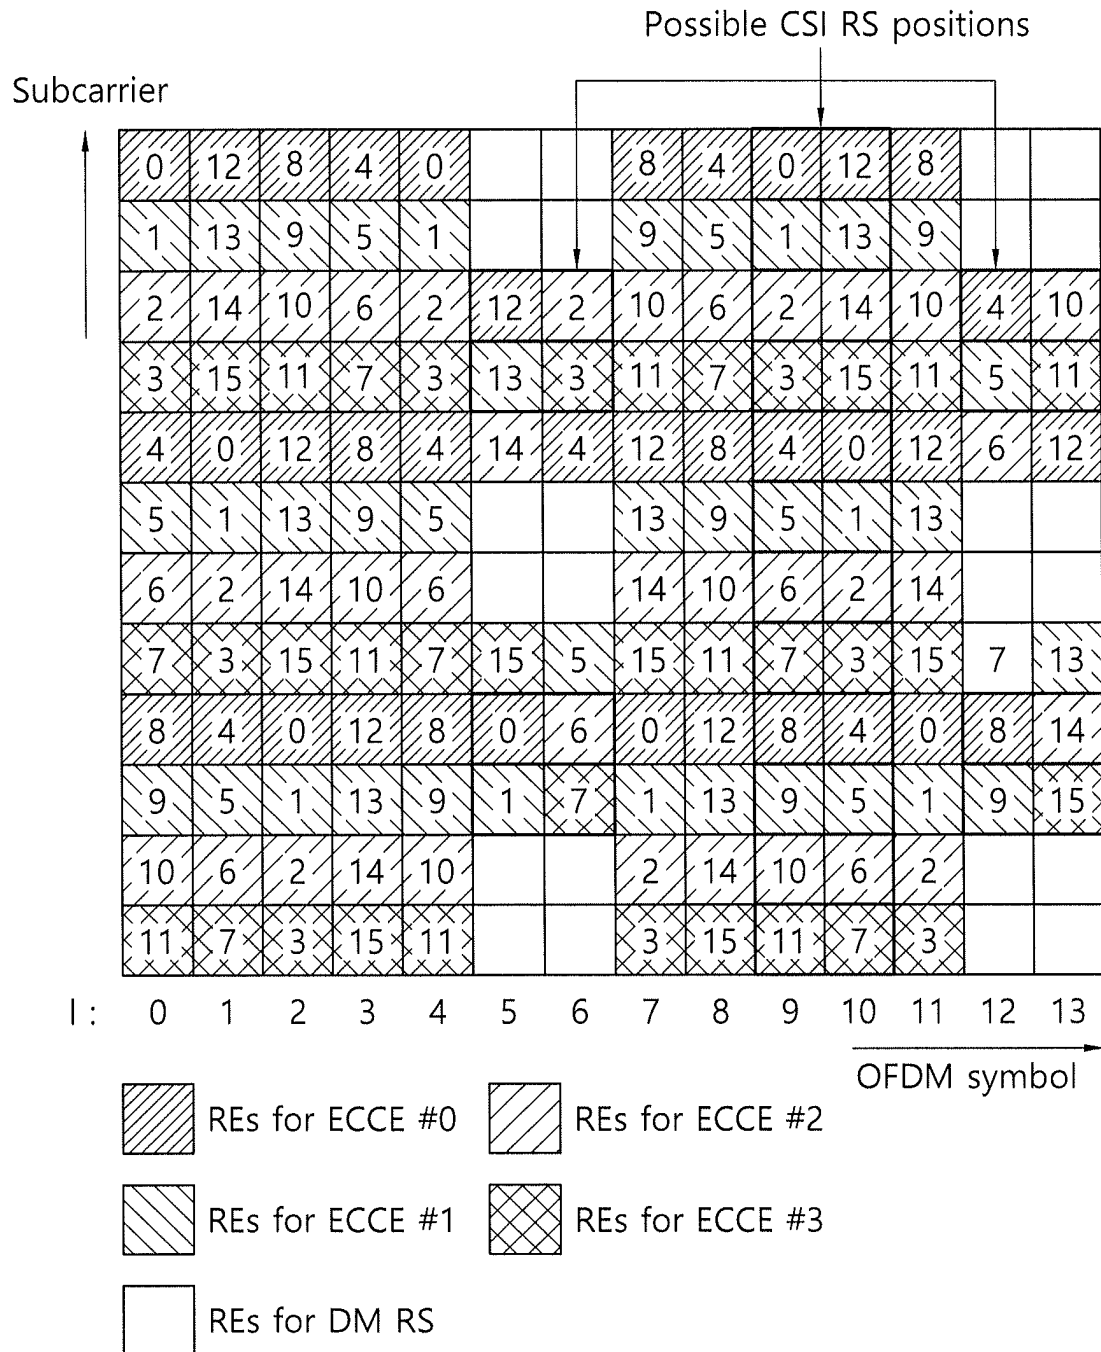 Possible CSI RS positions
Subcarrier
0 12 8 4 0 8 4 0 12 8
1 13 9 5 1 9 5 1 13 9
2 14 10 6 2 12 2 10 6 2 14 10 4 10
3 15 11 7 3 13 3 11 7 3 15 11 5 11
4 0 12 8 4 14 4 12 8 4 0 12 6 12
5 1 13 9 5 13 9 5 1 13
6 2 14 10 6 14 10 6 2 14
7 3 15 11 7 15 5 15 11 7 3 15 7 13
8 4 0 12 8 0 6 0 12 8 4 0 8 14
9 5 1 13 9 1 7 1 13 9 5 1 9 15
10 6 2 14 10 2 14 10 6 2
11 7 3 15 11 3 15 11 7 3
l : 0 1 2 3 4 5 6 7 8 9 10 11 12 13
OFDM symbol
REs for ECCE #0
REs for ECCE #2
REs for ECCE #1
REs for ECCE #3
REs for DM RS